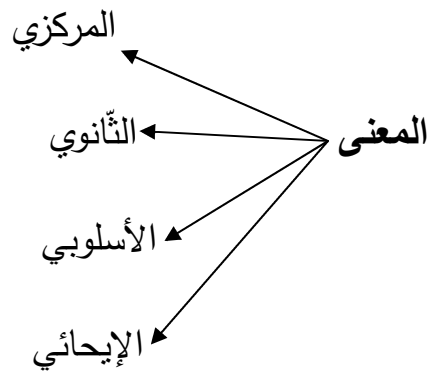 المركزي
الثّانوي
المعنى
الأسلوبي
الإيحائي